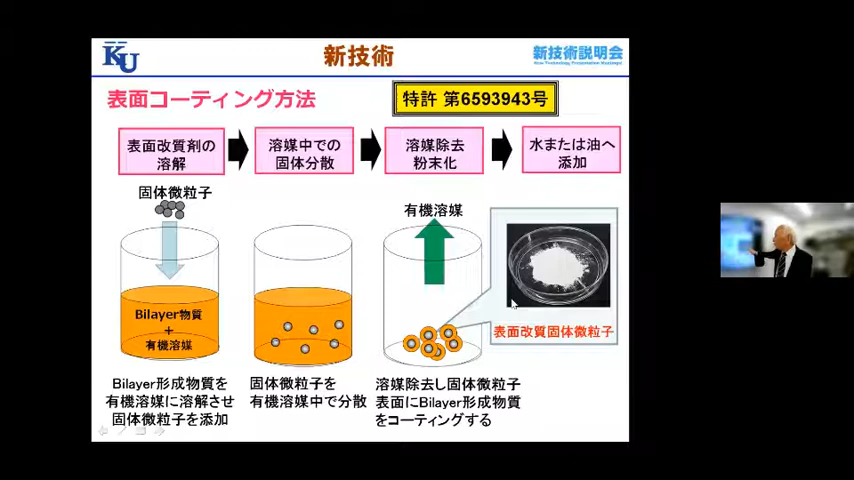 KU
新技術
新技術説明会
New Technology Presentation Meetings!
表面コーティング方法
特許 第6593943号
表面改質剤の
溶解
溶媒中での
固体分散
溶媒除去
粉末化
水または油へ
添加
固体微粒子
有機溶媒
Bilayer物質
+
有機溶媒
表面改質固体微粒子
Bilayer形成物質を
有機溶媒に溶解させ
固体微粒子を添加
固体微粒子を
有機溶媒中で分散
溶媒除去し固体微粒子
表面にBilayer形成物質
をコーティングする